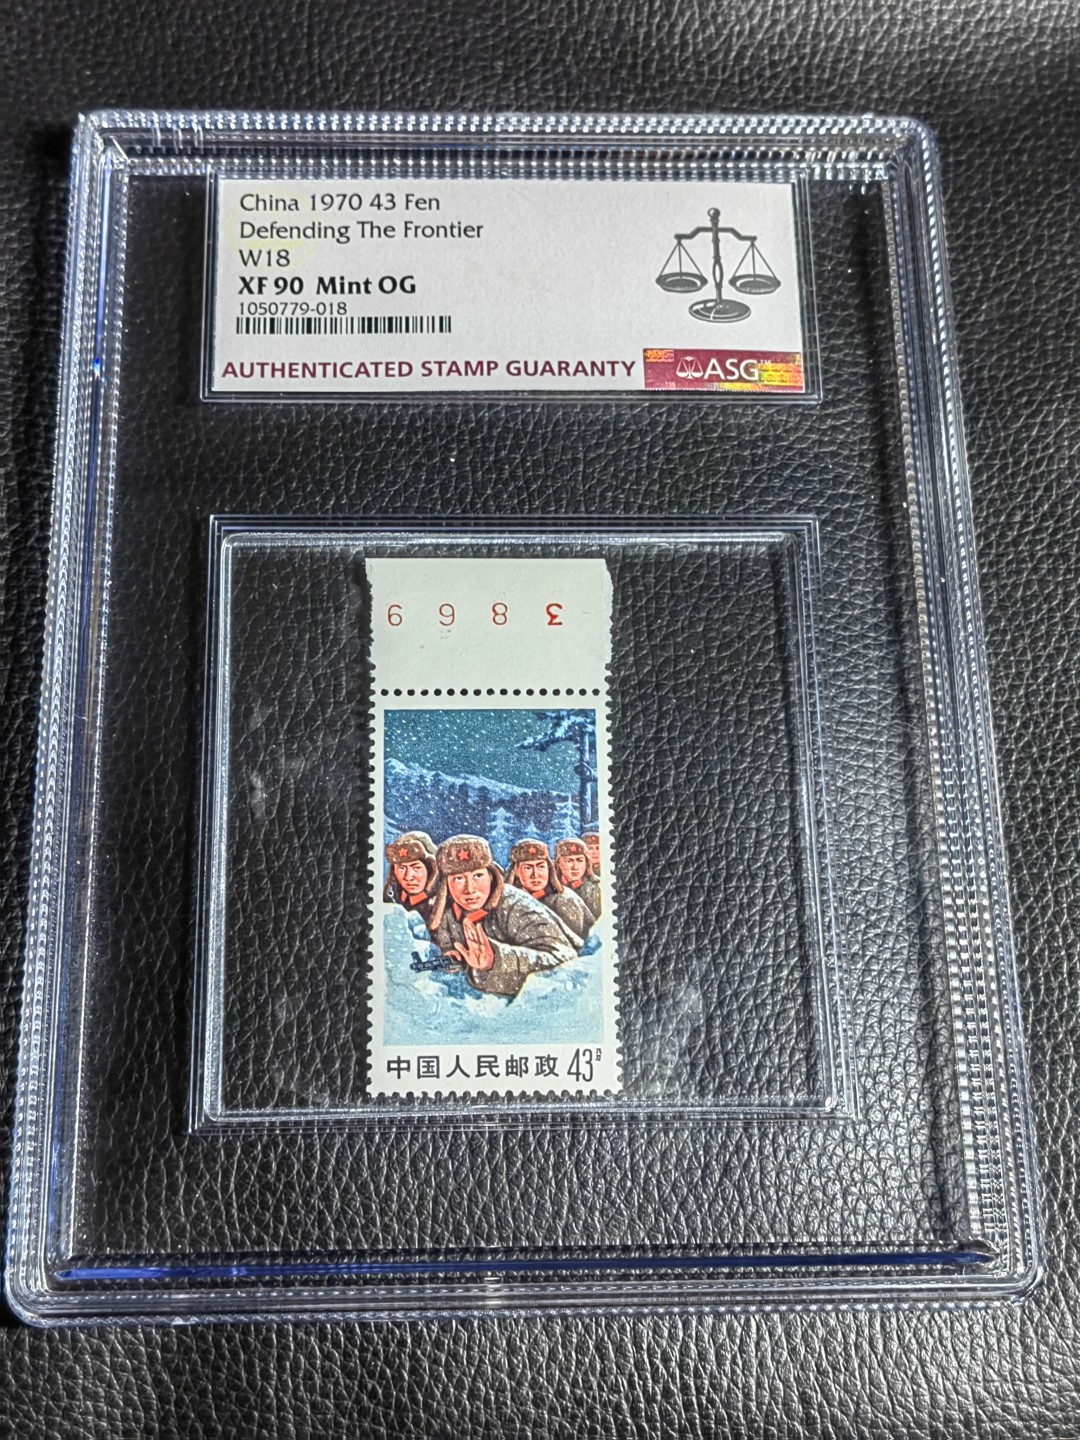 China 1970 43 Fen
Defending The Frontier
W18
XF 90 Mint OG
1050779-018
AUTHENTICATED STAMP GUARANTY
ASG™
9 6 8 3
中国人民邮政 43分